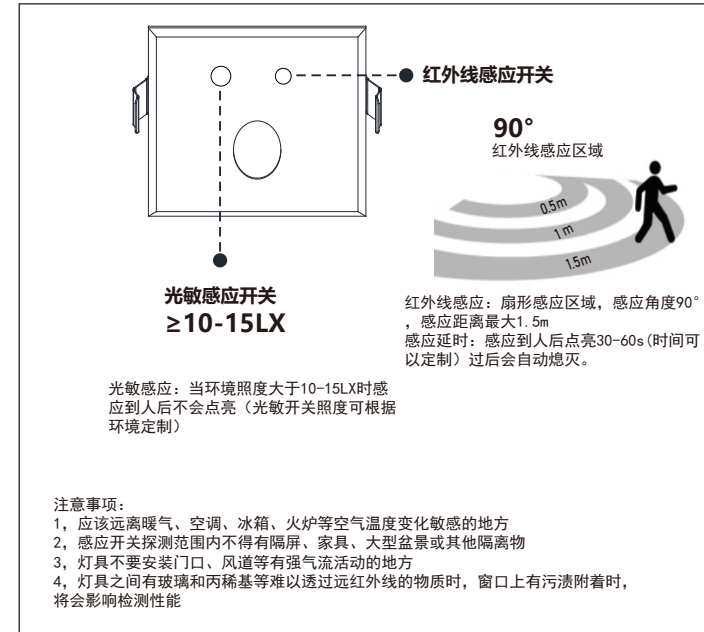 红外线感应开关
90°
红外线感应区域
0.5m
1m
1.5m
光敏感应开关
≥10-15LX
红外线感应：扇形感应区域，感应角度90°
，感应距离最大1.5m
感应延时：感应到人后点亮30-60s(时间可
以定制）过后会自动熄灭。
光敏感应：当环境照度大于10-15LX时感
应到人后不会点亮（光敏开关照度可根据
环境定制）
注意事项：
1，应该远离暖气、空调、冰箱、火炉等空气温度变化敏感的地方
2，感应开关探测范围内不得有隔屏、家具、大型盆景或其他隔离物
3，灯具不要安装门口、风道等有强气流活动的地方
4，灯具之间有玻璃和丙稀基等难以透过远红外线的物质时，窗口上有污渍附着时，
将会影响检测性能